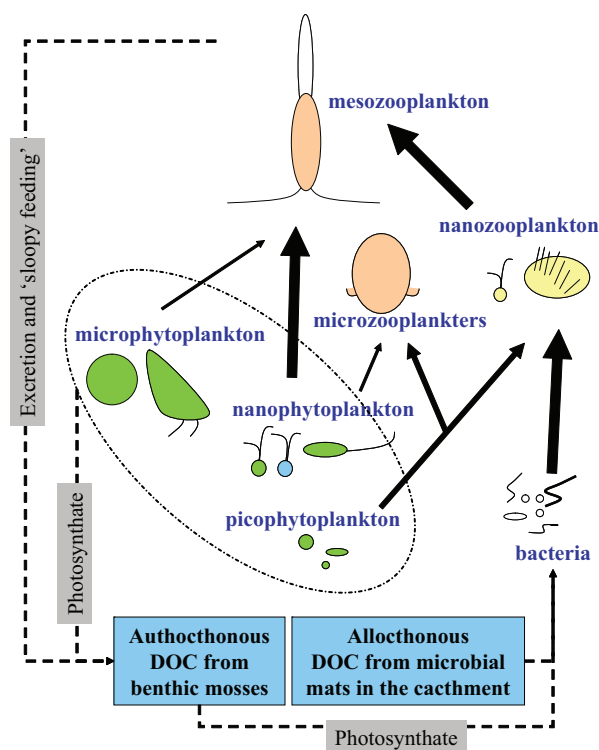 mesozooplankton
Excretion and ‘sloopy feeding’
nanozooplankton
microzooplankters
microphytoplankton
nanophytoplankton
picophytoplankton
bacteria
Photosynthate
Authocthonous
DOC from
benthic mosses
Allocthonous
DOC from microbial
mats in the cacthment
Photosynthate